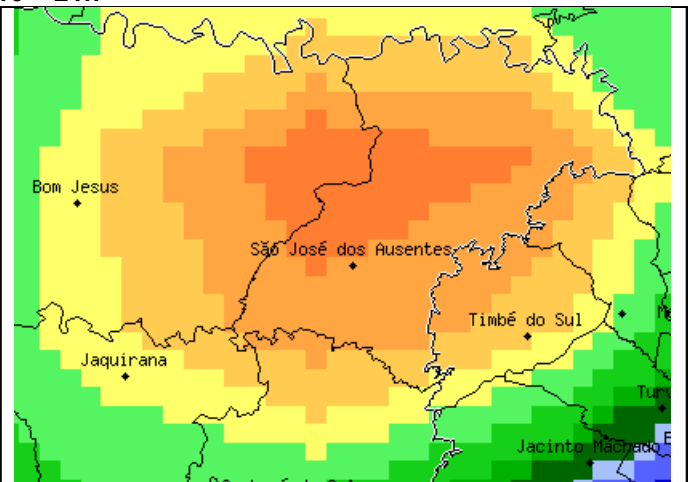 Bom Jesus
São José dos Ausentes
Timbé do Sul
Jaquirana
Jacinto Machado